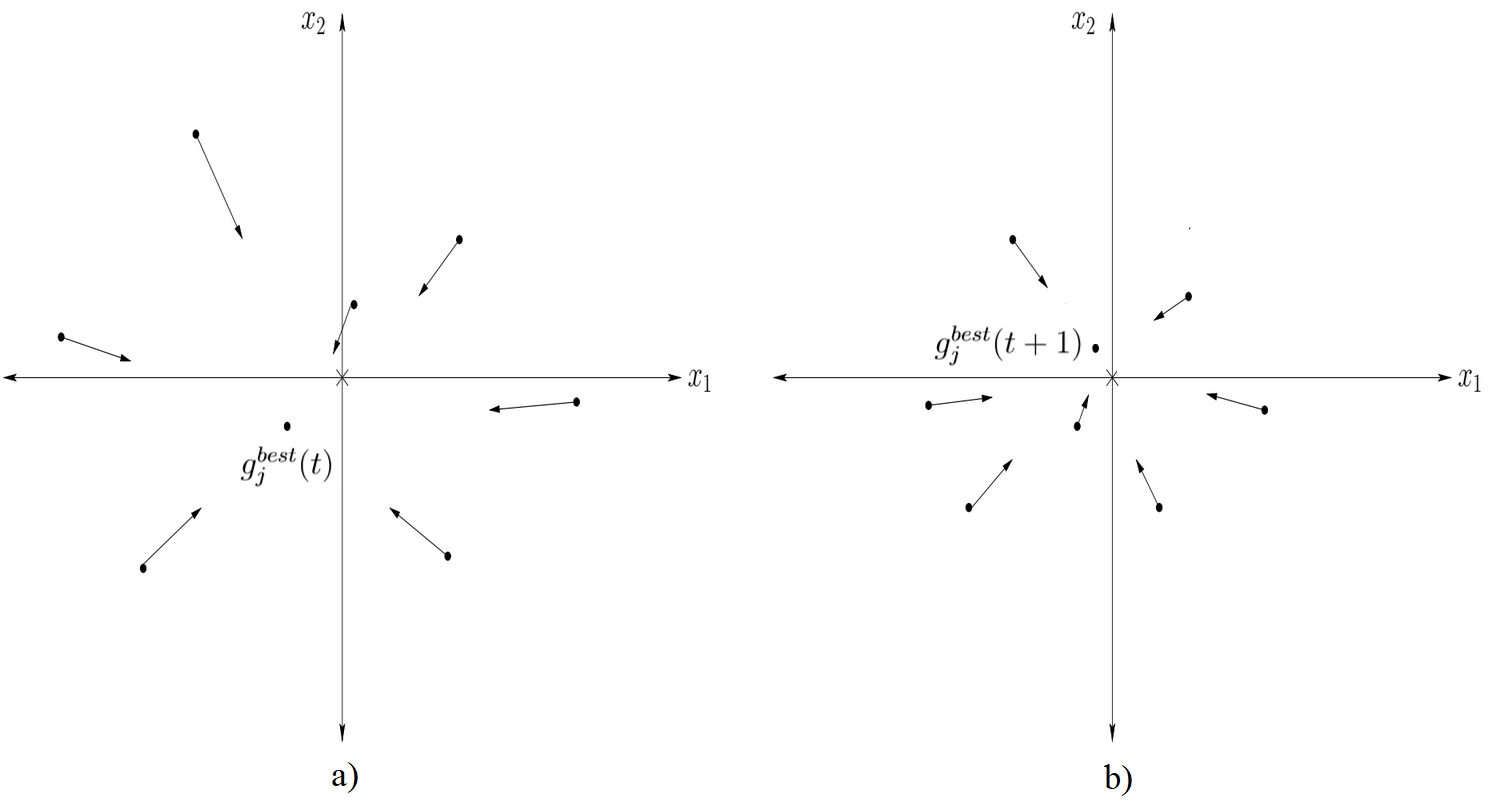 x₂
x₁
g_j^{best}(t)
a)
x₂
g_j^{best}(t + 1)
x₁
b)